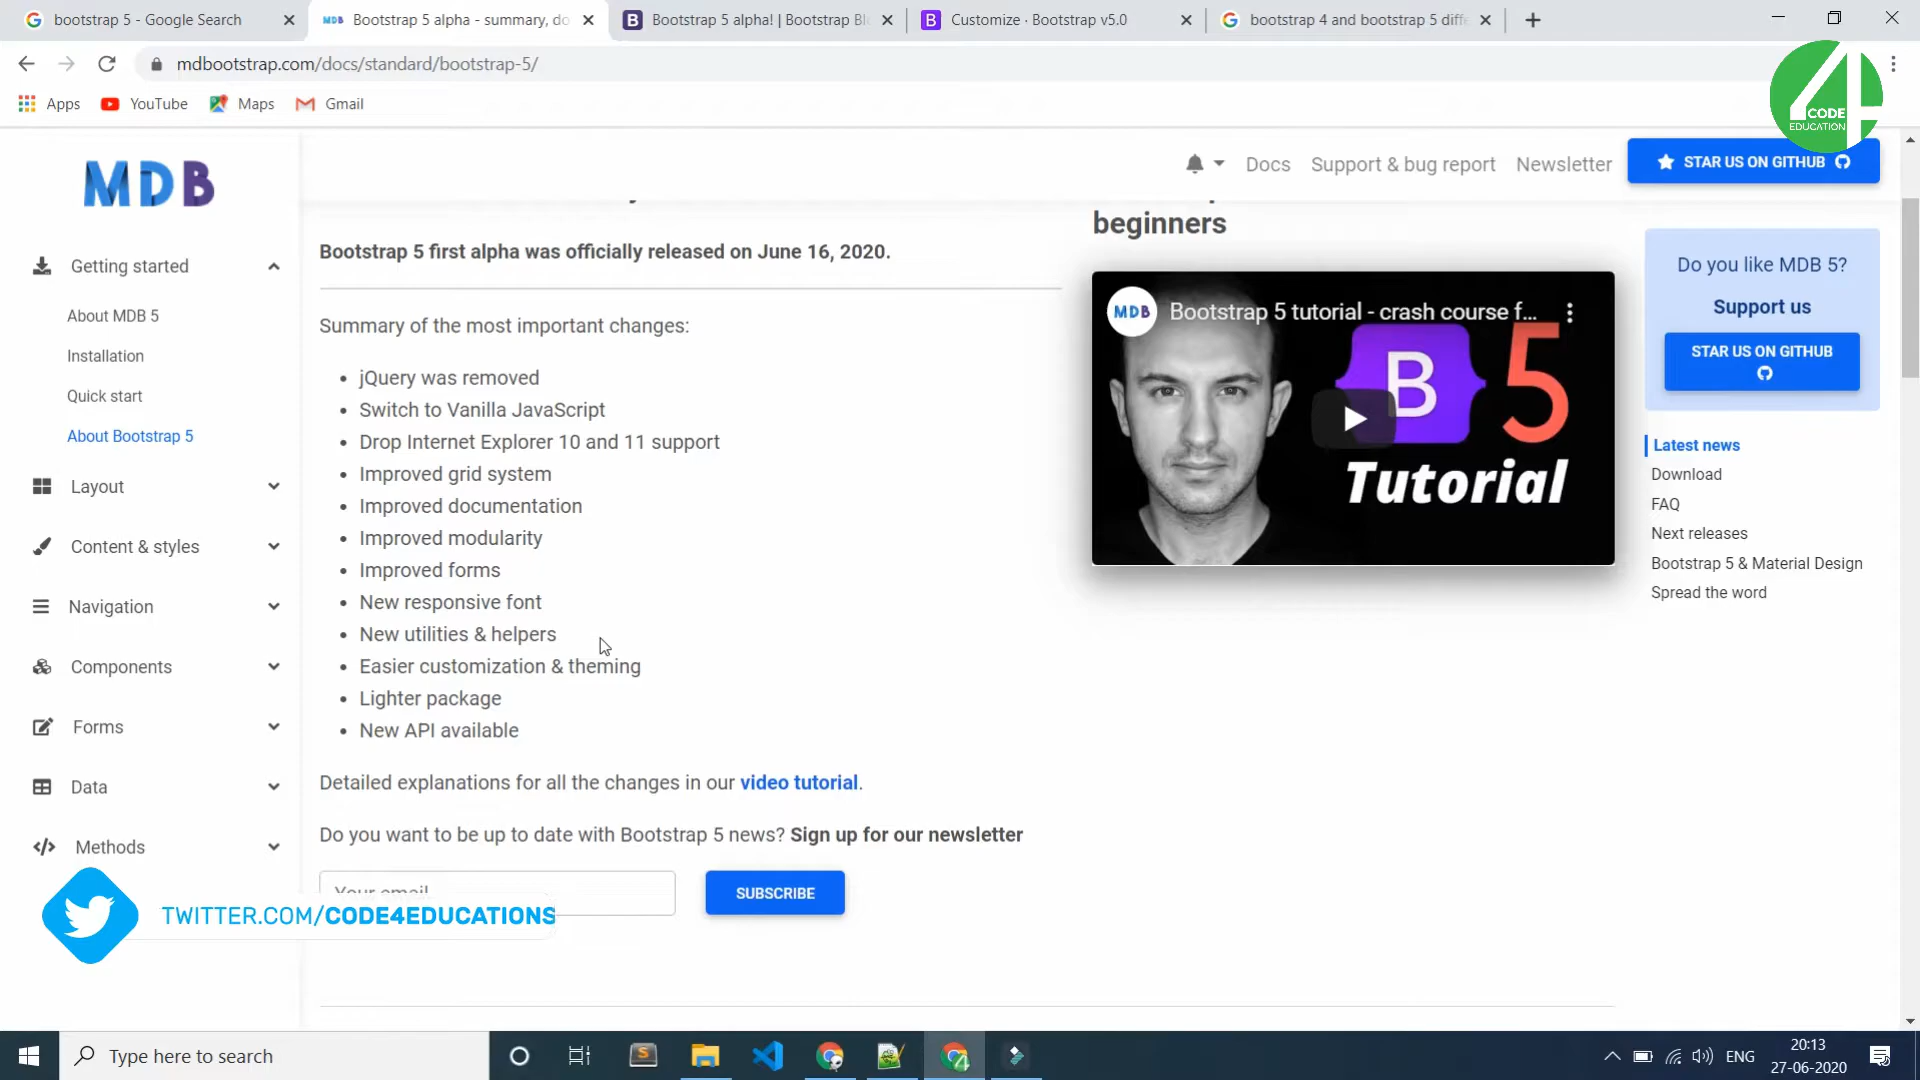 bootstrap 5 - Google Search
MDB Bootstrap 5 alpha - summary, do
B Bootstrap 5 alpha! | Bootstrap Blo
B Customize · Bootstrap v5.0
bootstrap 4 and bootstrap 5 diffe
mdbootstrap.com/docs/standard/bootstrap-5/
Apps YouTube Maps Gmail
4 CODE EDUCATION
MDB
Docs Support & bug report Newsletter STAR US ON GITHUB
Getting started
About MDB 5
Installation
Quick start
About Bootstrap 5
Layout
Content & styles
Navigation
Components
Forms
Data
Methods
Bootstrap 5 first alpha was officially released on June 16, 2020.
Summary of the most important changes:
• jQuery was removed
• Switch to Vanilla JavaScript
• Drop Internet Explorer 10 and 11 support
• Improved grid system
• Improved documentation
• Improved modularity
• Improved forms
• New responsive font
• New utilities & helpers
• Easier customization & theming
• Lighter package
• New API available
Detailed explanations for all the changes in our video tutorial.
Do you want to be up to date with Bootstrap 5 news? Sign up for our newsletter
Your email
SUBSCRIBE
beginners
MDB Bootstrap 5 tutorial - crash course f...
B 5
Tutorial
Do you like MDB 5?
Support us
STAR US ON GITHUB
Latest news
Download
FAQ
Next releases
Bootstrap 5 & Material Design
Spread the word
TWITTER.COM/CODE4EDUCATIONS
Type here to search
ENG
20:13
27-06-2020